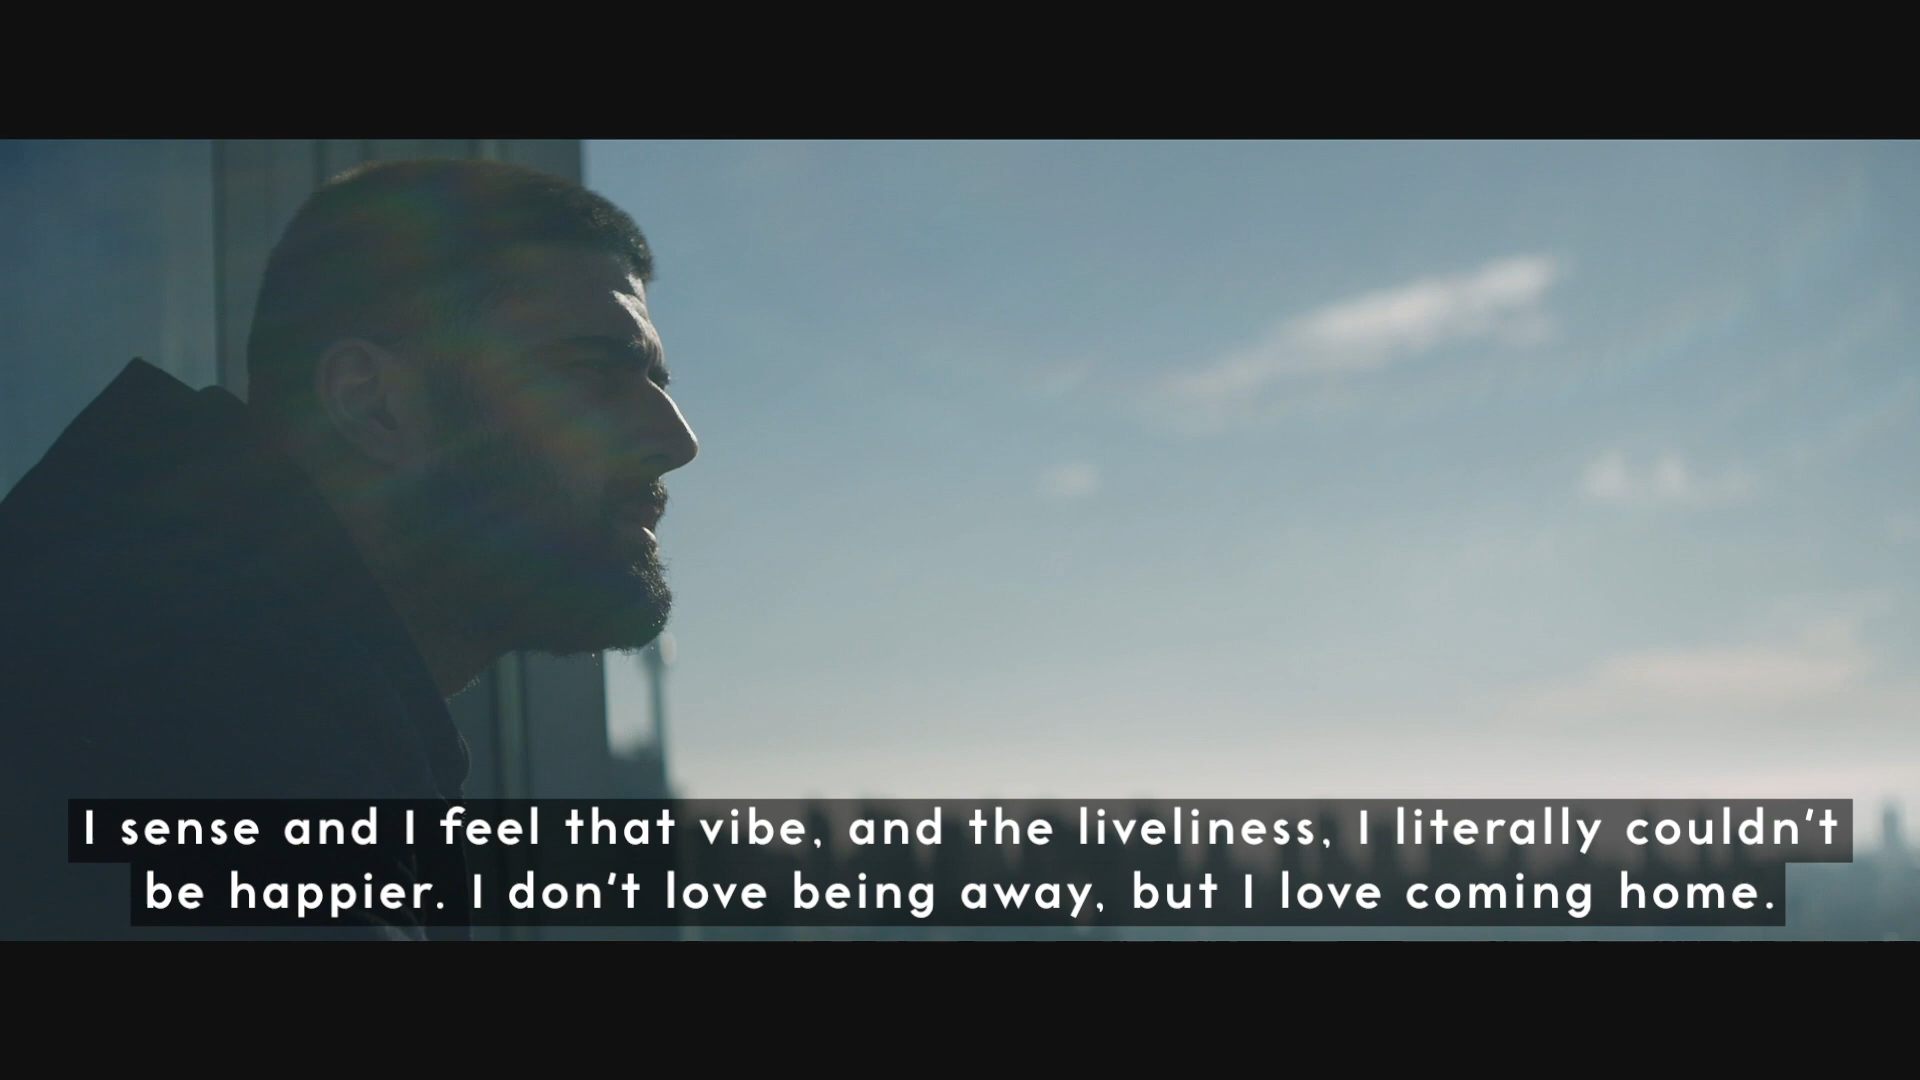 I sense and I feel that vibe, and the liveliness, I literally couldn't
be happier. I don't love being away, but I love coming home.